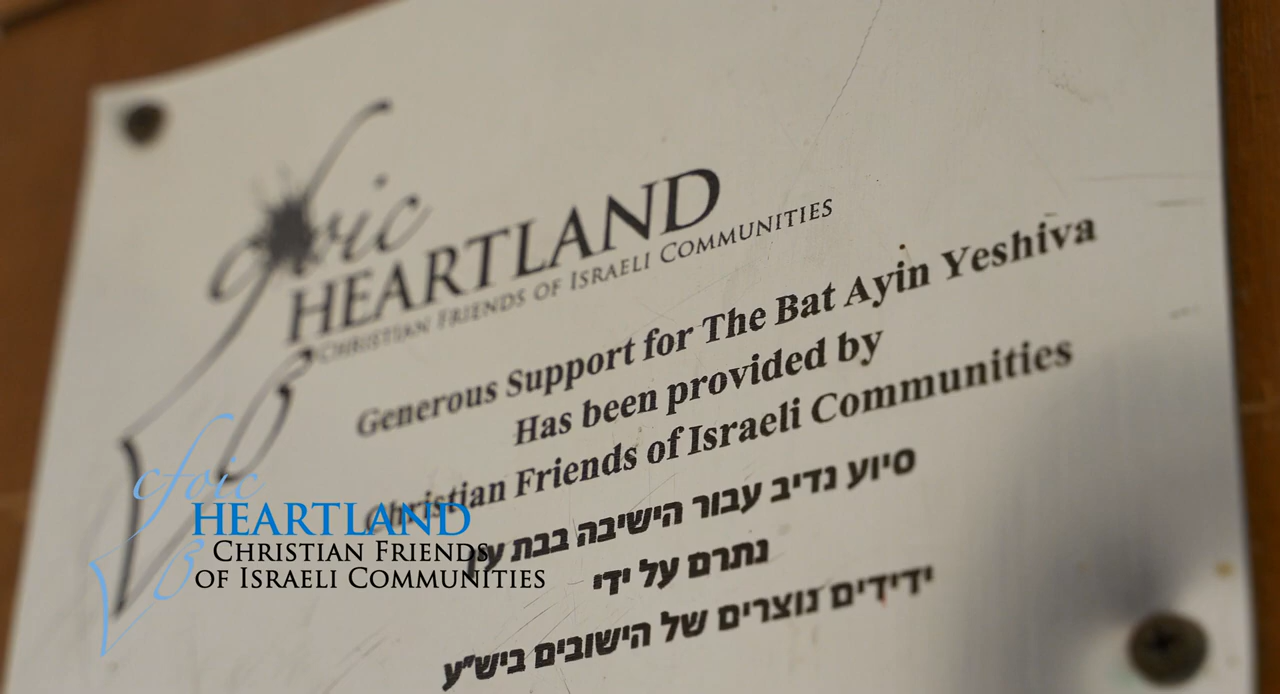 cfoic
HEARTLAND
CHRISTIAN FRIENDS OF ISRAELI COMMUNITIES
Generous Support for The Bat Ayin Yeshiva
Has been provided by
Christian Friends of Israeli Communities
סיוע נדיב עבור הישיבה בבת עין
נתרם על ידי
ידידים נוצרים של הישובים ביש"ע
cfoic
HEARTLAND
CHRISTIAN FRIENDS
OF ISRAELI COMMUNITIES